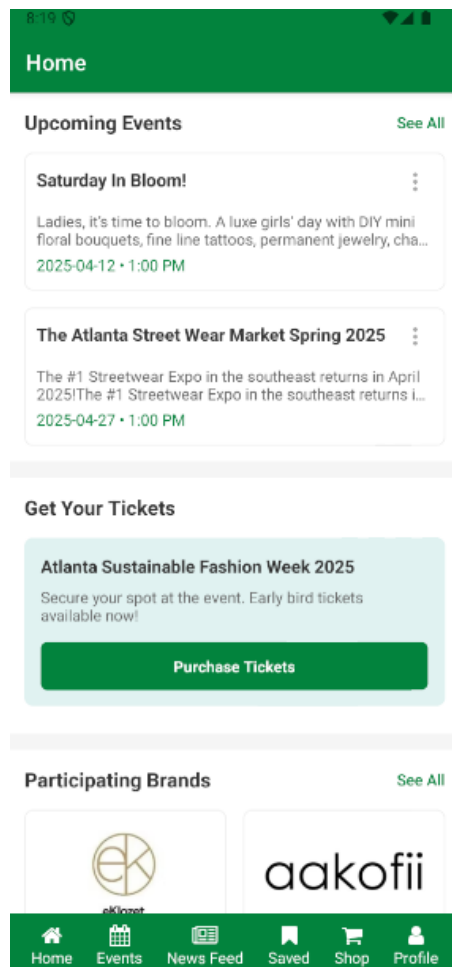 8:19
Home
Upcoming Events
See All
Saturday In Bloom!
Ladies, it's time to bloom. A luxe girls' day with DIY mini
floral bouquets, fine line tattoos, permanent jewelry, cha...
2025-04-12 • 1:00 PM
The Atlanta Street Wear Market Spring 2025
The #1 Streetwear Expo in the southeast returns in April
2025!The #1 Streetwear Expo in the southeast returns i...
2025-04-27 • 1:00 PM
Get Your Tickets
Atlanta Sustainable Fashion Week 2025
Secure your spot at the event. Early bird tickets
available now!
Purchase Tickets
Participating Brands
See All
ek
eKlozet
aakofii
Home
Events
News Feed
Saved
Shop
Profile